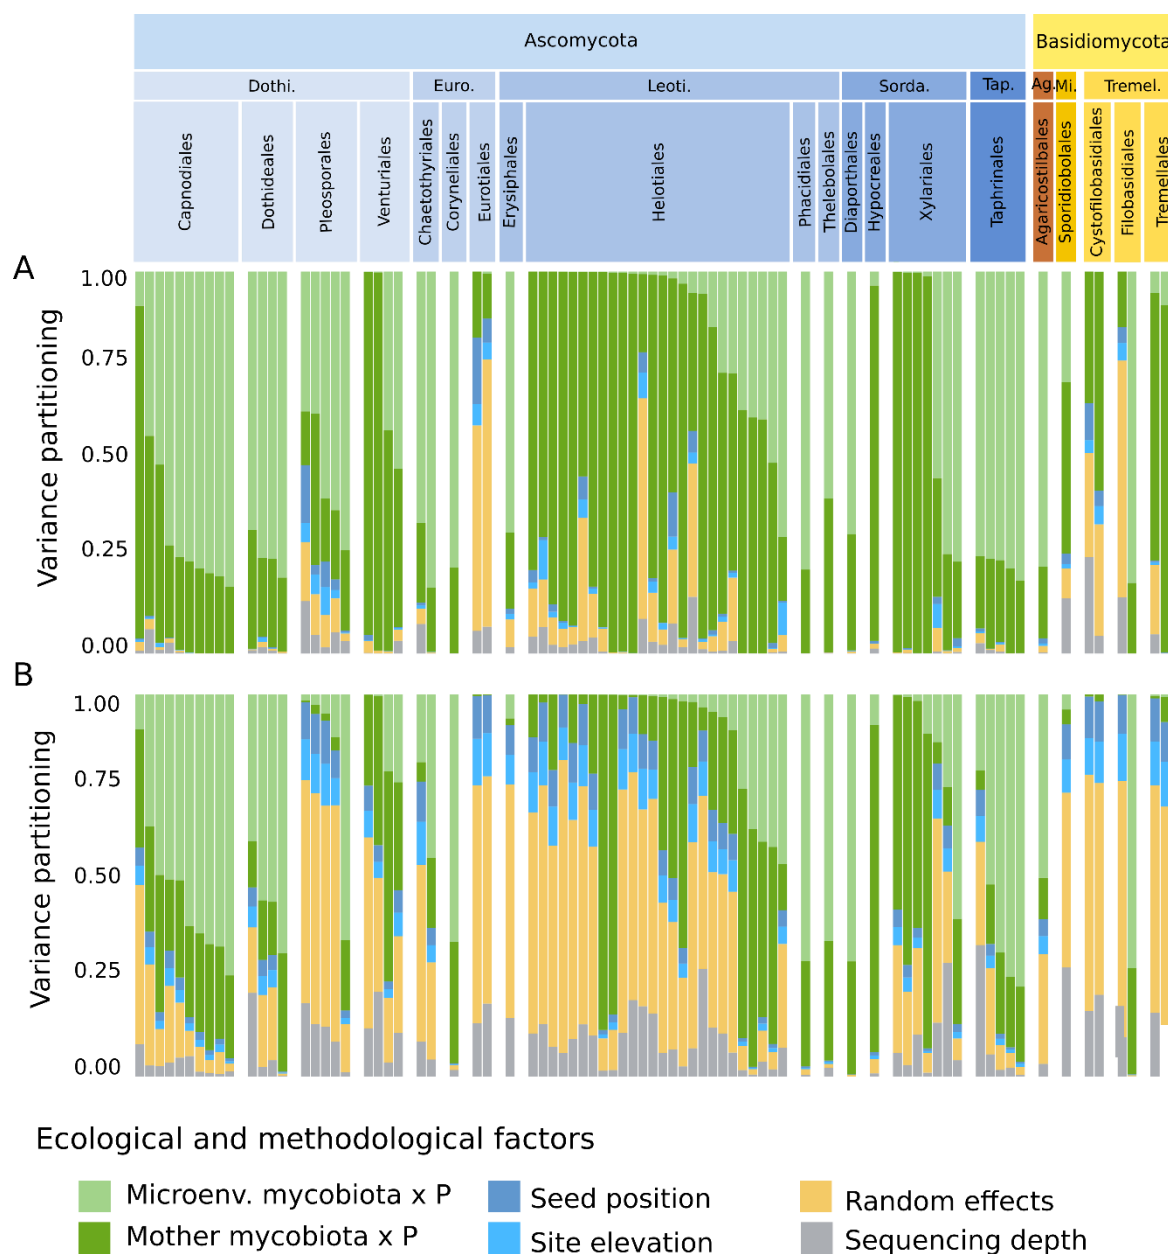 Ascomycota Basidiomycota
Dothi. Euro. Leoti. Sorda. Tap. Ag. Mi. Tremel.
Capnodiales Dothideales Pleosporales Venturiales Chaetothyriales Coryneliales Eurotiales Erysiphales Helotiales Phacidiales Thelebolales Diaporthales Hypocreales Xylariales Taphrinales Agaricostilbales Sporidiobolales Cystofilobasidiales Filobasidiales Tremellales
A
Variance partitioning
1.00
0.75
0.50
0.25
0.00
B
Variance partitioning
1.00
0.75
0.50
0.25
0.00
Ecological and methodological factors
Microenv. mycobiota x P Seed position Random effects
Mother mycobiota x P Site elevation Sequencing depth